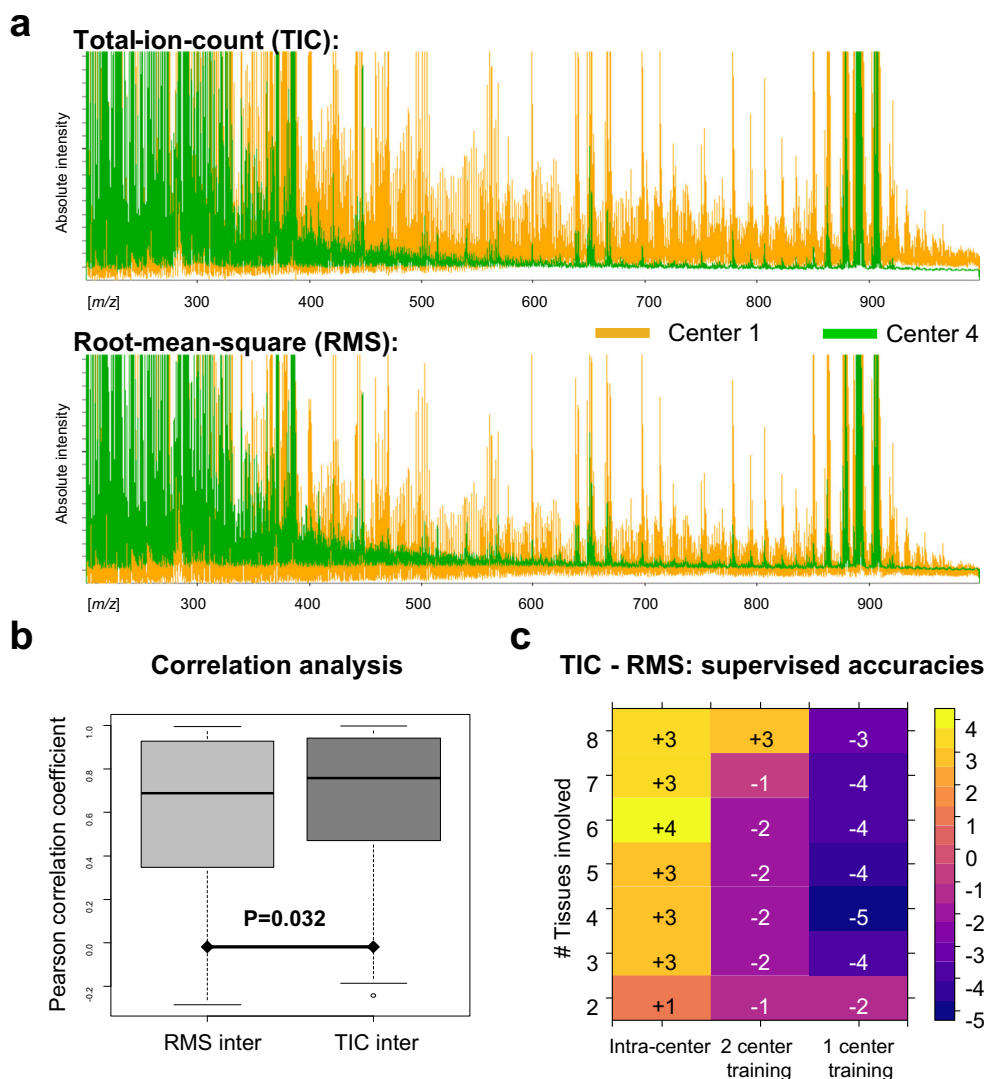 a
Total-ion-count (TIC):
Absolute intensity
[m/z] 300 400 500 600 700 800 900
Root-mean-square (RMS):
Center 1 Center 4
Absolute intensity
[m/z] 300 400 500 600 700 800 900
b
Correlation analysis
Pearson correlation coefficient
1.0
0.8
0.6
0.4
0.2
0.0
-0.2
P=0.032
RMS inter TIC inter
c
TIC - RMS: supervised accuracies
# Tissues involved
8 +3 +3 -3
7 +3 -1 -4
6 +4 -2 -4
5 +3 -2 -4
4 +3 -2 -5
3 +3 -2 -4
2 +1 -1 -2
Intra-center 2 center training 1 center training
4
3
2
2
1
0
-1
-2
-2
-3
-4
-5